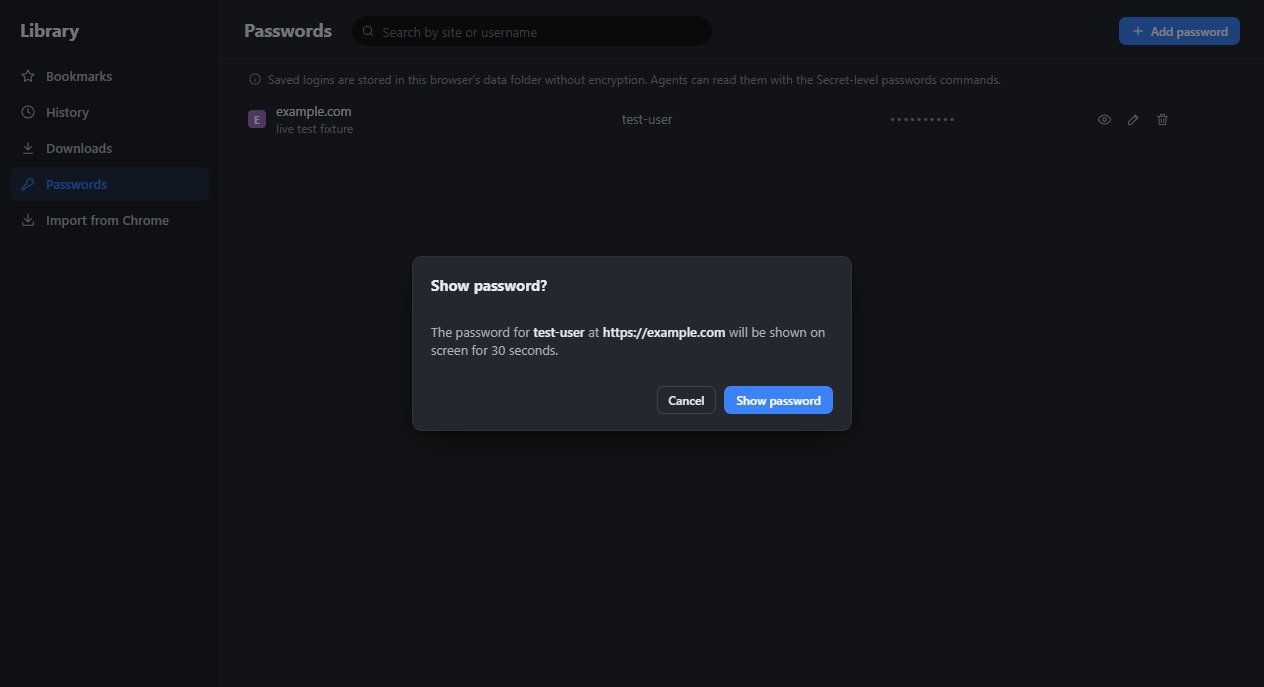 Library
Passwords
Search by site or username
Add password
Bookmarks
History
Downloads
Passwords
Import from Chrome
Saved logins are stored in this browser's data folder without encryption. Agents can read them with the Secret-level passwords commands.
E
example.com
live test fixture
test-user
••••••••••
Show password?
The password for test-user at https://example.com will be shown on
screen for 30 seconds.
Cancel
Show password